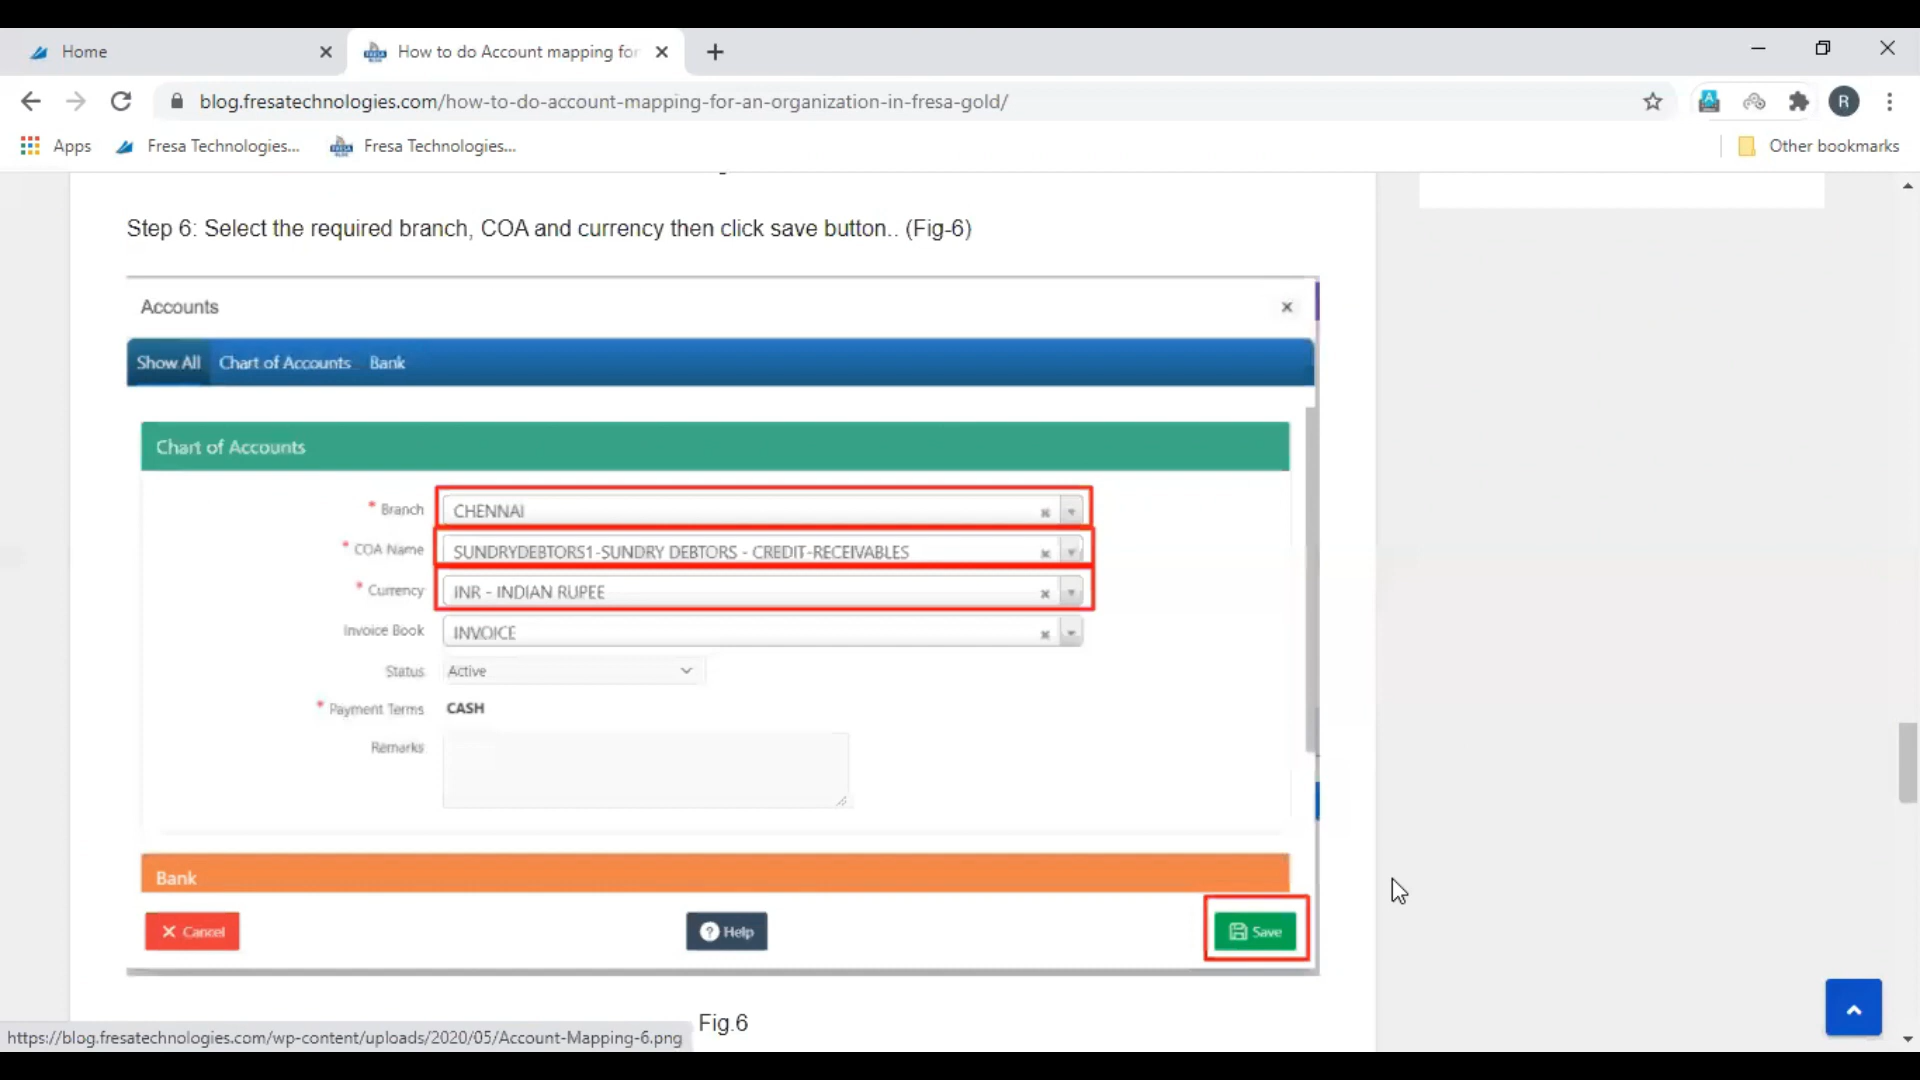 Home
How to do Account mapping for
blog.fresatechnologies.com/how-to-do-account-mapping-for-an-organization-in-fresa-gold/
R
Apps
Fresa Technologies...
Fresa Technologies...
Other bookmarks
Step 6: Select the required branch, COA and currency then click save button.. (Fig-6)
Accounts
Show All Chart of Accounts Bank
Chart of Accounts
* Branch CHENNAI
* COA Name SUNDRYDEBTORS1-SUNDRY DEBTORS - CREDIT-RECEIVABLES
* Currency INR - INDIAN RUPEE
Invoice Book INVOICE
Status Active
* Payment Terms CASH
Remarks
Bank
Cancel
? Help
Save
Fig.6
https://blog.fresatechnologies.com/wp-content/uploads/2020/05/Account-Mapping-6.png